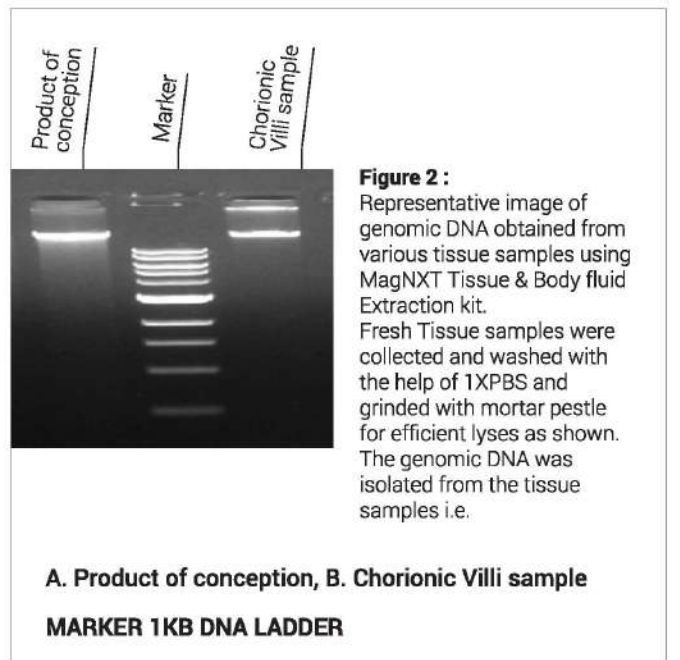 Product of
conception
Marker
Chorionic
Villi sample
Figure 2 :
Representative image of
genomic DNA obtained from
various tissue samples using
MagNXT Tissue & Body fluid
Extraction kit.
Fresh Tissue samples were
collected and washed with
the help of 1XPBS and
grinded with mortar pestle
for efficient lyses as shown.
The genomic DNA was
isolated from the tissue
samples i.e.
A. Product of conception, B. Chorionic Villi sample
MARKER 1KB DNA LADDER